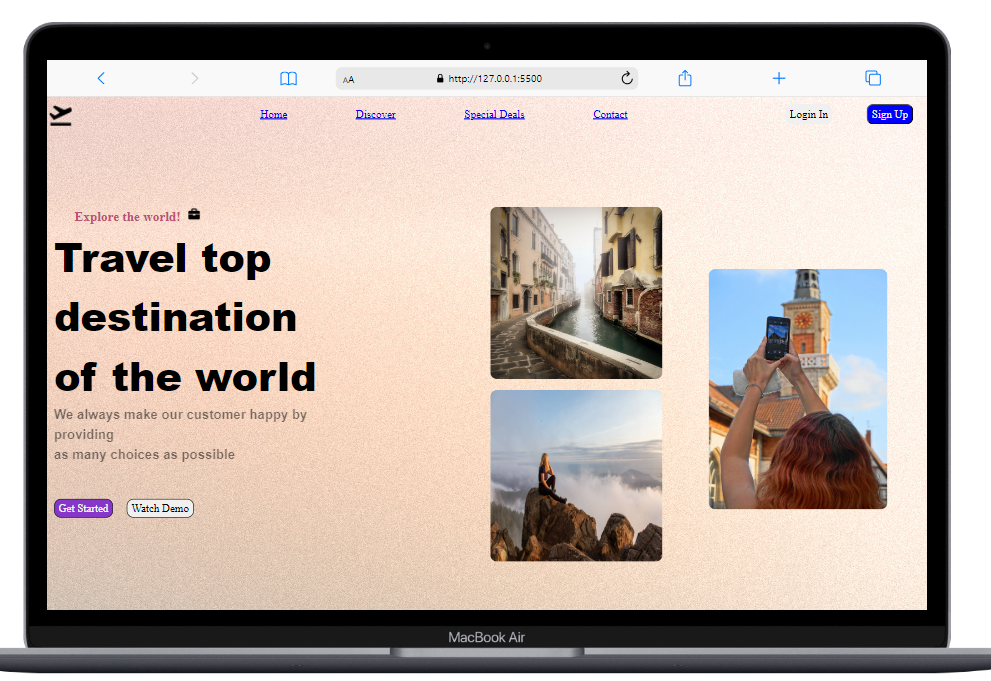 AA http://127.0.0.1:5500
Home Discover Special Deals Contact Login In Sign Up
Explore the world!
Travel top
destination
of the world
We always make our customer happy by
providing
as many choices as possible
Get Started Watch Demo
MacBook Air